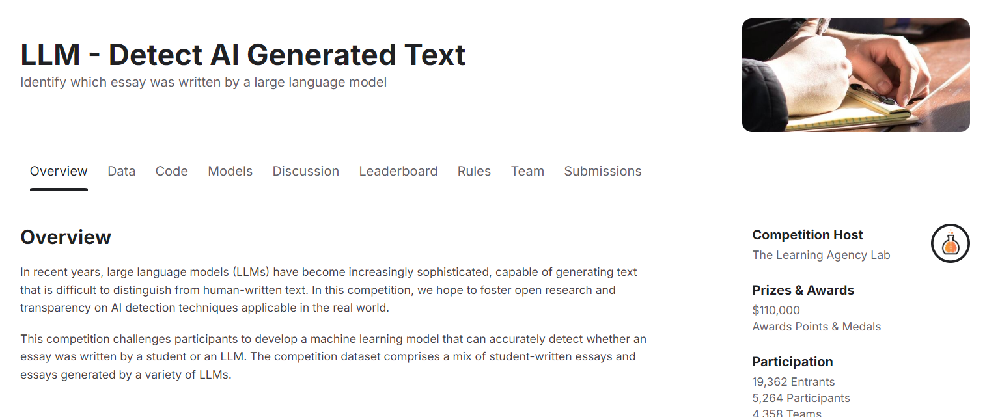 LLM - Detect AI Generated Text
Identify which essay was written by a large language model
Overview Data Code Models Discussion Leaderboard Rules Team Submissions
Overview
In recent years, large language models (LLMs) have become increasingly sophisticated, capable of generating text
that is difficult to distinguish from human-written text. In this competition, we hope to foster open research and
transparency on AI detection techniques applicable in the real world.
This competition challenges participants to develop a machine learning model that can accurately detect whether an
essay was written by a student or an LLM. The competition dataset comprises a mix of student-written essays and
essays generated by a variety of LLMs.
Competition Host
The Learning Agency Lab
Prizes & Awards
$110,000
Awards Points & Medals
Participation
19,362 Entrants
5,264 Participants
4,358 Teams